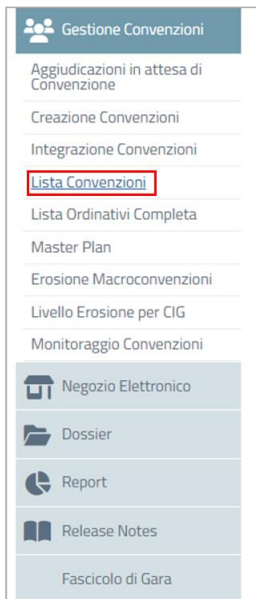 Gestione Convenzioni
Aggiudicazioni in attesa di
Convenzione
Creazione Convenzioni
Integrazione Convenzioni
Lista Convenzioni
Lista Ordinativi Completa
Master Plan
Erosione Macroconvenzioni
Livello Erosione per CIG
Monitoraggio Convenzioni
Negozio Elettronico
Dossier
Report
Release Notes
Fascicolo di Gara